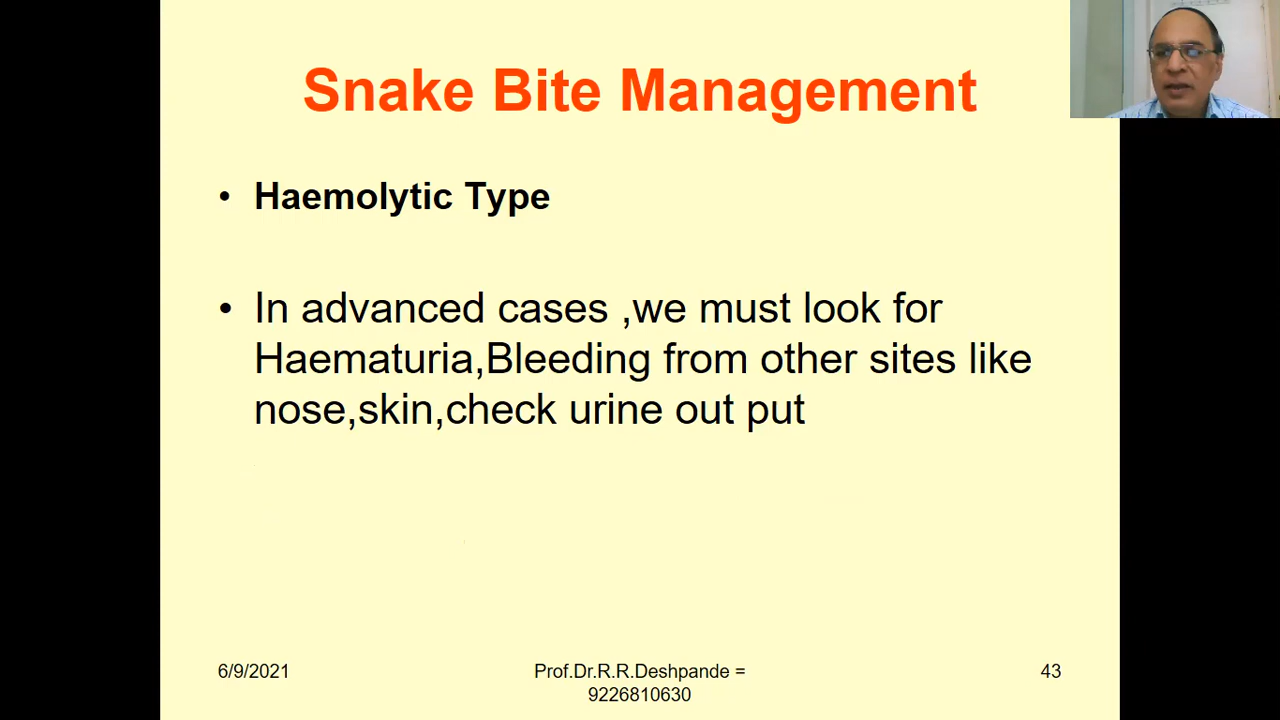 Snake Bite Management
• Haemolytic Type
• In advanced cases ,we must look for
Haematuria,Bleeding from other sites like
nose,skin,check urine out put
6/9/2021
Prof.Dr.R.R.Deshpande =
9226810630
43